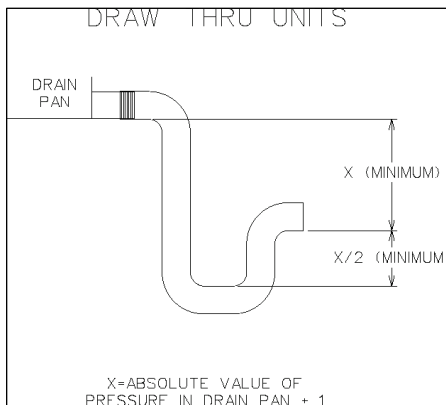 DRAW THRU UNITS
DRAIN
PAN
X (MINIMUM)
X/2 (MINIMUM
X=ABSOLUTE VALUE OF
PRESSURE IN DRAIN PAN + 1